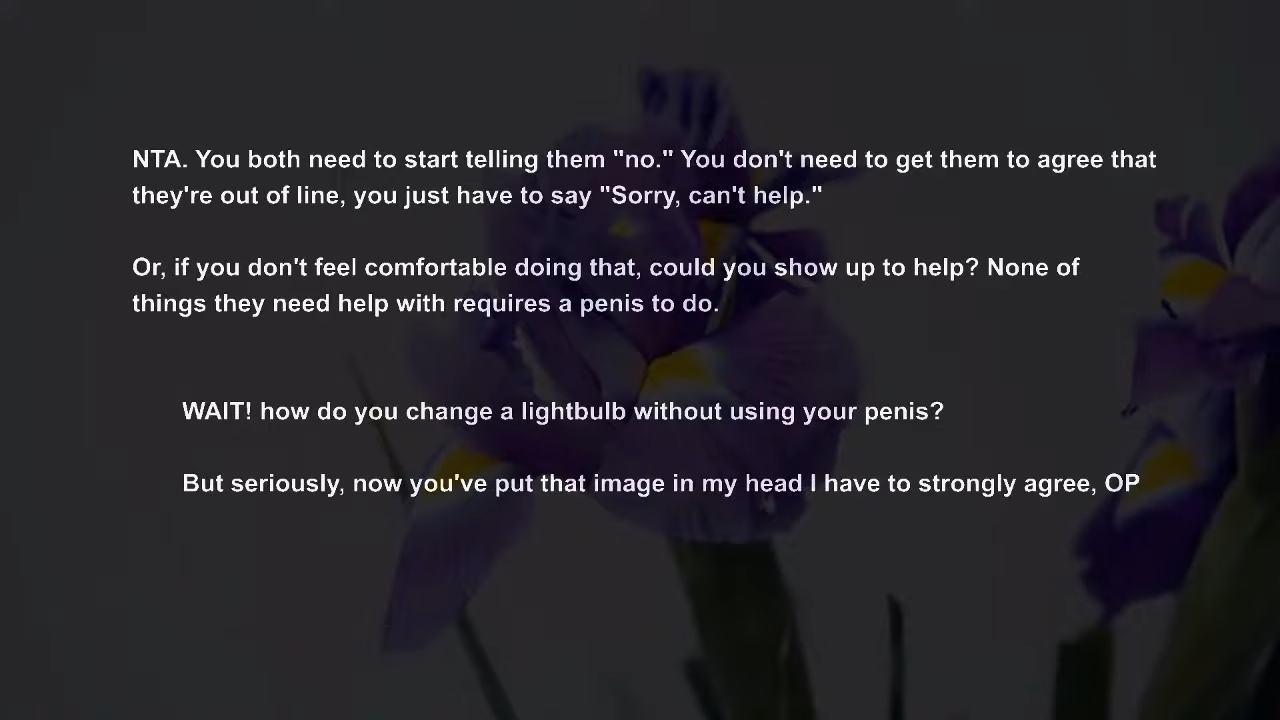 NTA. You both need to start telling them "no." You don't need to get them to agree that
they're out of line, you just have to say "Sorry, can't help."
Or, if you don't feel comfortable doing that, could you show up to help? None of
things they need help with requires a penis to do.
WAIT! how do you change a lightbulb without using your penis?
But seriously, now you've put that image in my head I have to strongly agree, OP